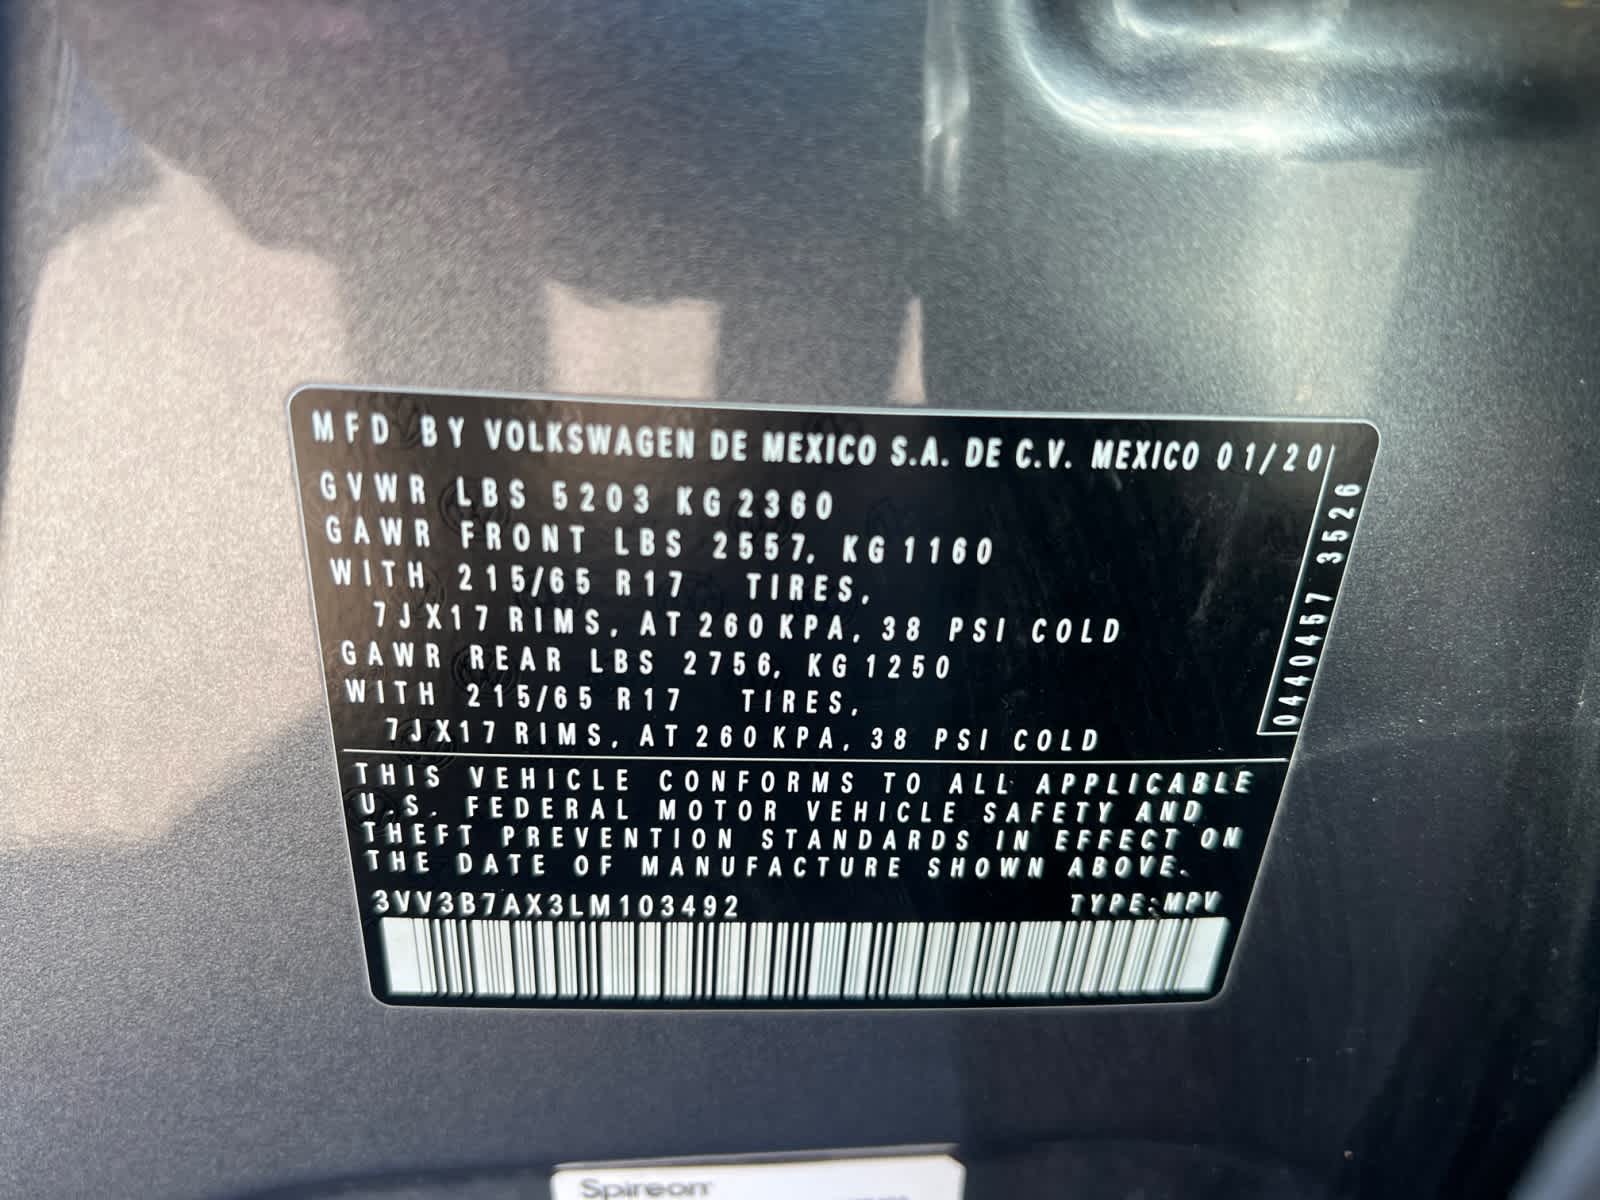 MFD BY VOLKSWAGEN DE MEXICO S.A. DE C.V. MEXICO 01/20
GVWR LBS 5203 KG 2360
GAWR FRONT LBS 2557, KG 1160
WITH 215/65 R17 TIRES,
7JX17 RIMS, AT 260 KPA, 38 PSI COLD
GAWR REAR LBS 2756, KG 1250
WITH 215/65 R17 TIRES,
7JX17 RIMS, AT 260 KPA, 38 PSI COLD
0440457 3526
THIS VEHICLE CONFORMS TO ALL APPLICABLE
U.S. FEDERAL MOTOR VEHICLE SAFETY AND
THEFT PREVENTION STANDARDS IN EFFECT ON
THE DATE OF MANUFACTURE SHOWN ABOVE.
3VV3B7AX3LM103492 TYPE:MPV
Spireon